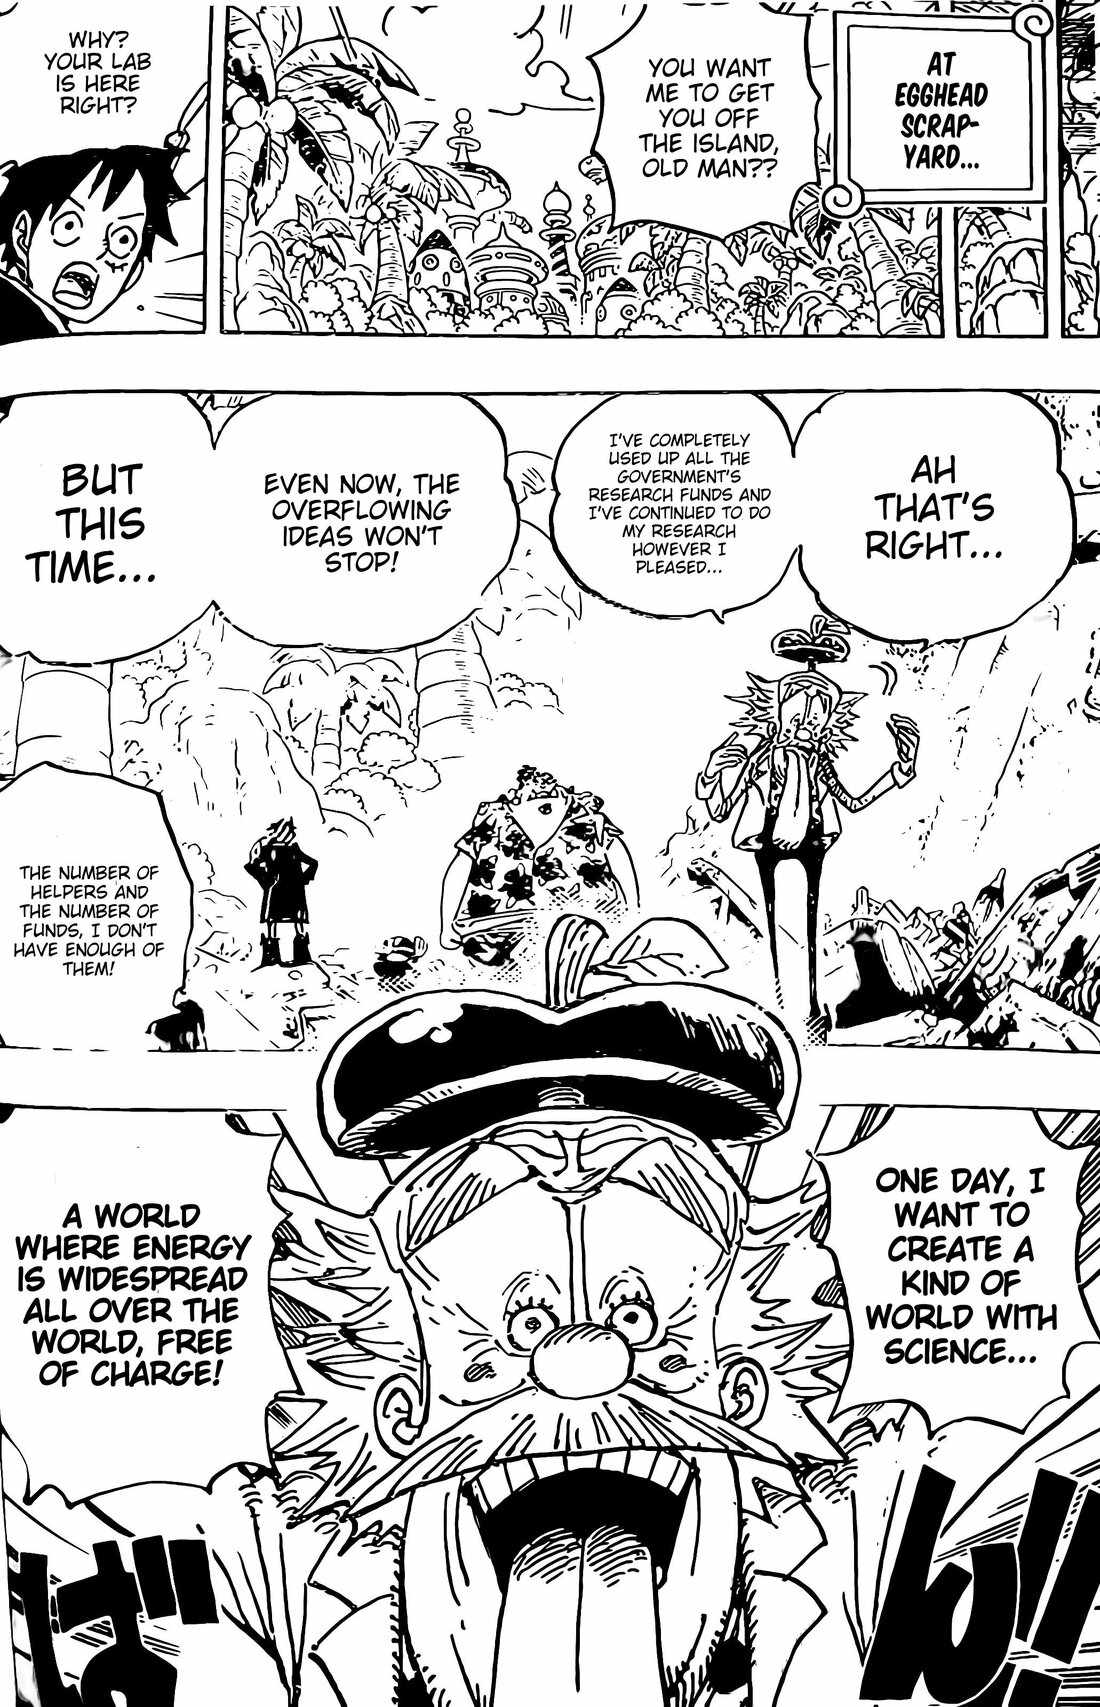 AT
EGGHEAD
SCRAP-
YARD...
YOU WANT
ME TO GET
YOU OFF
THE ISLAND,
OLD MAN??
WHY?
YOUR LAB
IS HERE
RIGHT?
AH
THAT'S
RIGHT...
I'VE COMPLETELY
USED UP ALL THE
GOVERNMENT'S
RESEARCH FUNDS AND
I'VE CONTINUED TO DO
MY RESEARCH
HOWEVER I
PLEASED...
EVEN NOW, THE
OVERFLOWING
IDEAS WON'T
STOP!
BUT
THIS
TIME...
THE NUMBER OF
HELPERS AND
THE NUMBER OF
FUNDS, I DON'T
HAVE ENOUGH OF
THEM!
ONE DAY, I
WANT TO
CREATE A
KIND OF
WORLD WITH
SCIENCE...
A WORLD
WHERE ENERGY
IS WIDESPREAD
ALL OVER THE
WORLD, FREE
OF CHARGE!